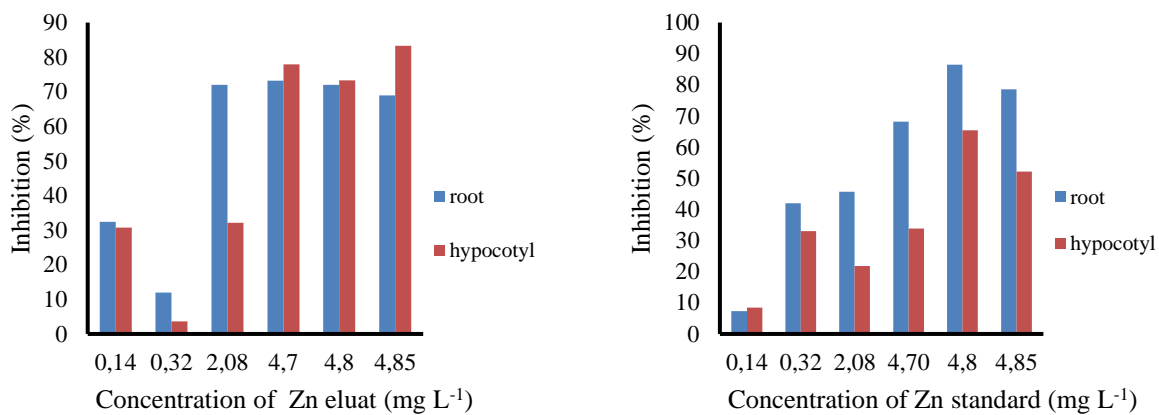 90
80
70
60
50
40
30
20
10
0
Inhibition (%)
0,14 0,32 2,08 4,7 4,8 4,85
Concentration of Zn eluat (mg L-1)
root
hypocotyl
100
90
80
70
60
50
40
30
20
10
0
Inhibition (%)
0,14 0,32 2,08 4,70 4,8 4,85
Concentration of Zn standard (mg L-1)
root
hypocotyl